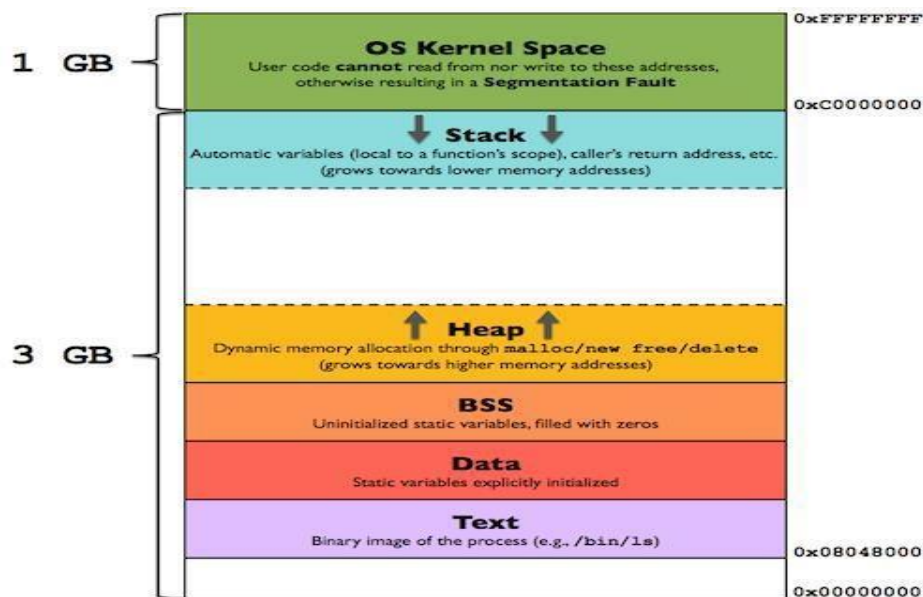 0xFFFFFFFF
1 GB
OS Kernel Space
User code cannot read from nor write to these addresses,
otherwise resulting in a Segmentation Fault
0xC0000000
Stack
Automatic variables (local to a function's scope), caller's return address, etc.
(grows towards lower memory addresses)
3 GB
Heap
Dynamic memory allocation through malloc/new free/delete
(grows towards higher memory addresses)
BSS
Uninitialized static variables, filled with zeros
Data
Static variables explicitly initialized
Text
Binary image of the process (e.g., /bin/ls)
0x08048000
0x00000000